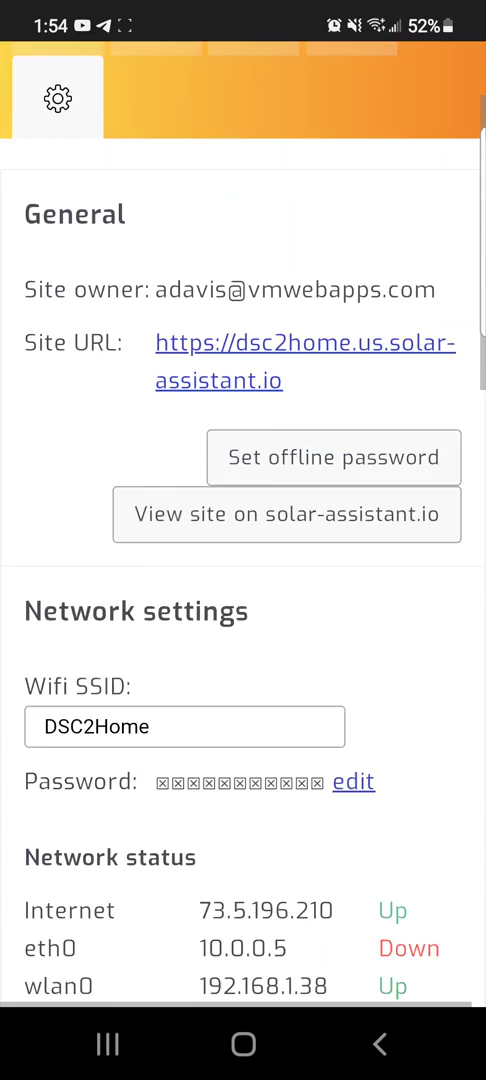 1:54 52%
General
Site owner: adavis@vmwebapps.com
Site URL: https://dsc2home.us.solar-
assistant.io
Set offline password
View site on solar-assistant.io
Network settings
Wifi SSID:
DSC2Home
Password: ☒☒☒☒☒☒☒☒☒☒☒ edit
Network status
Internet 73.5.196.210 Up
eth0 10.0.0.5 Down
wlan0 192.168.1.38 Up